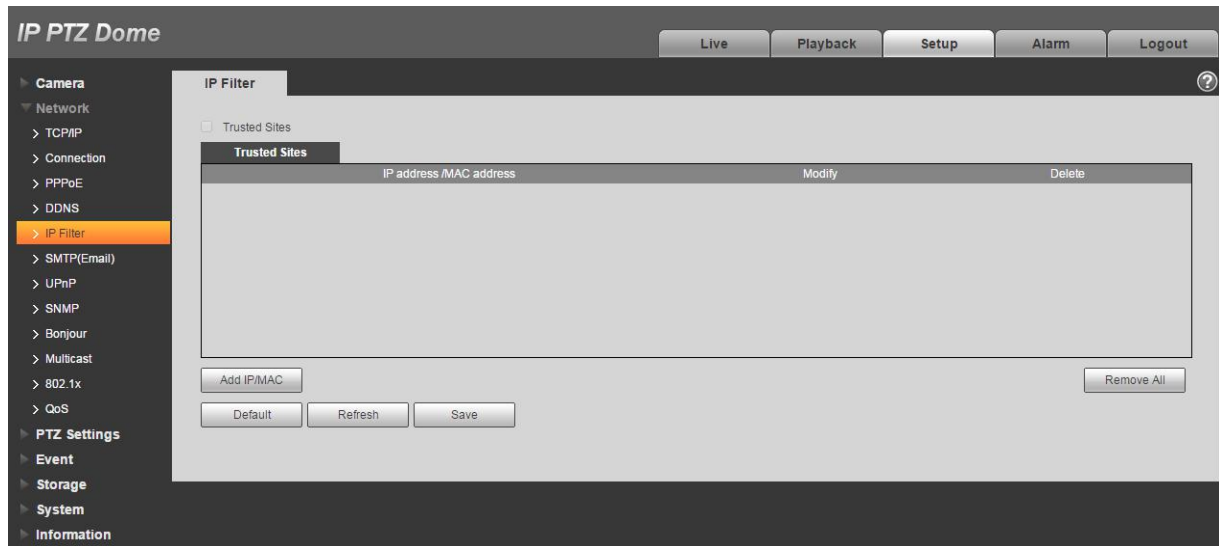 IP PTZ Dome
Live Playback Setup Alarm Logout
Camera
Network
TCP/IP
Connection
PPPoE
DDNS
IP Filter
SMTP(Email)
UPnP
SNMP
Bonjour
Multicast
802.1x
QoS
PTZ Settings
Event
Storage
System
Information
IP Filter
?
Trusted Sites
Trusted Sites
IP address /MAC address Modify Delete
Add IP/MAC Remove All
Default Refresh Save